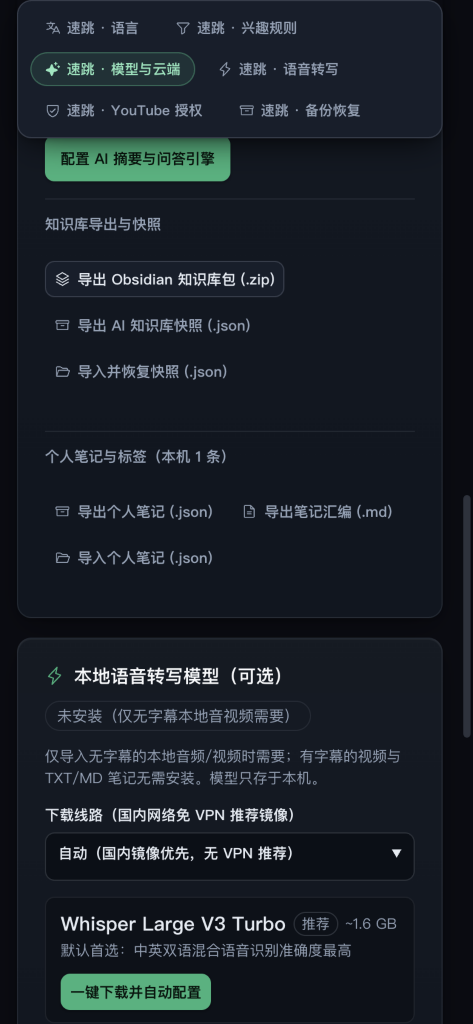 速跳 · 语言
速跳 · 兴趣规则
速跳 · 模型与云端
速跳 · 语音转写
速跳 · YouTube 授权
速跳 · 备份恢复
配置 AI 摘要与问答引擎
知识库导出与快照
导出 Obsidian 知识库包 (.zip)
导出 AI 知识库快照 (.json)
导入并恢复快照 (.json)
个人笔记与标签（本机 1 条）
导出个人笔记 (.json)
导出笔记汇编 (.md)
导入个人笔记 (.json)
本地语音转写模型（可选）
未安装（仅无字幕本地音视频需要）
仅导入无字幕的本地音频/视频时需要；有字幕的视频与
TXT/MD 笔记无需安装。模型只存于本机。
下载线路（国内网络免 VPN 推荐镜像）
自动（国内镜像优先，无 VPN 推荐）
Whisper Large V3 Turbo 推荐 ~1.6 GB
默认首选：中英双语混合语音识别准确度最高
一键下载并自动配置